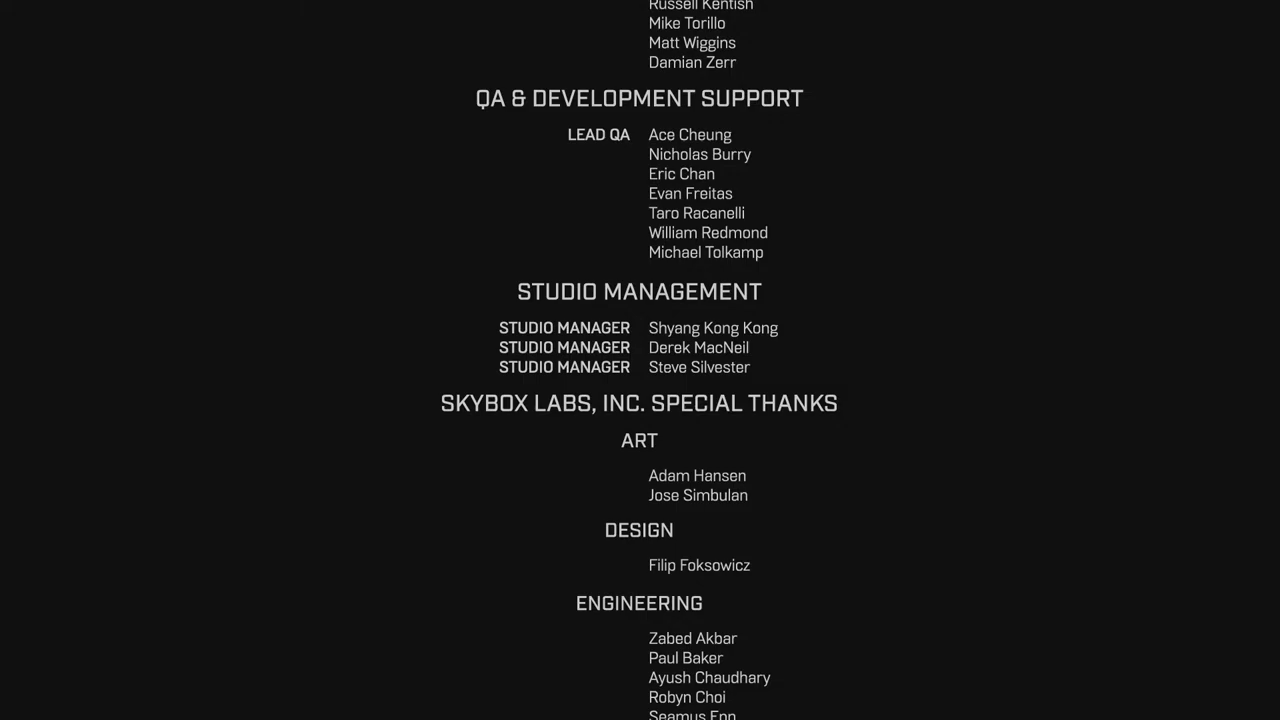 Russell Kentish
Mike Torillo
Matt Wiggins
Damian Zerr
QA & DEVELOPMENT SUPPORT
LEAD QA Ace Cheung
Nicholas Burry
Eric Chan
Evan Freitas
Taro Racanelli
William Redmond
Michael Tolkamp
STUDIO MANAGEMENT
STUDIO MANAGER Shyang Kong Kong
STUDIO MANAGER Derek MacNeil
STUDIO MANAGER Steve Silvester
SKYBOX LABS, INC. SPECIAL THANKS
ART
Adam Hansen
Jose Simbulan
DESIGN
Filip Foksowicz
ENGINEERING
Zabed Akbar
Paul Baker
Ayush Chaudhary
Robyn Choi
Seamus